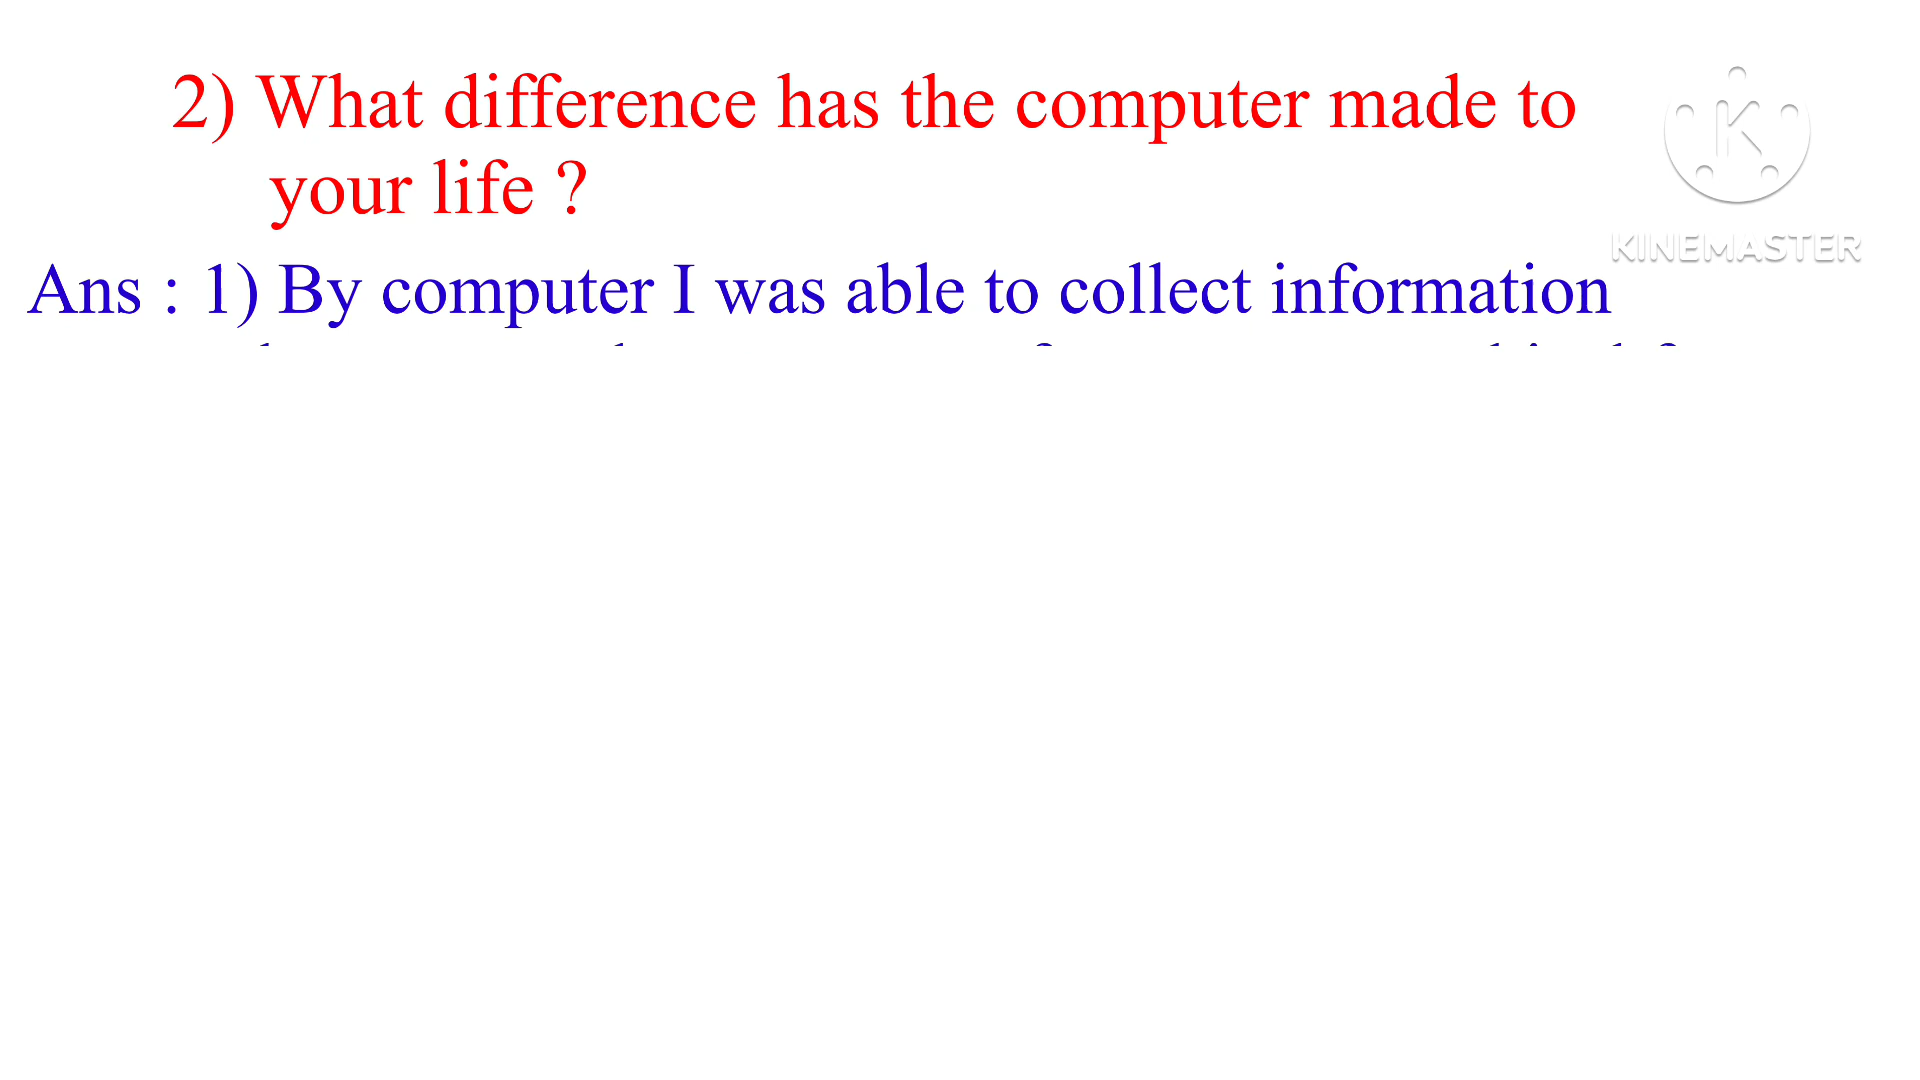 2) What difference has the computer made to
your life ?
KINEMASTER
Ans : 1) By computer I was able to collect information